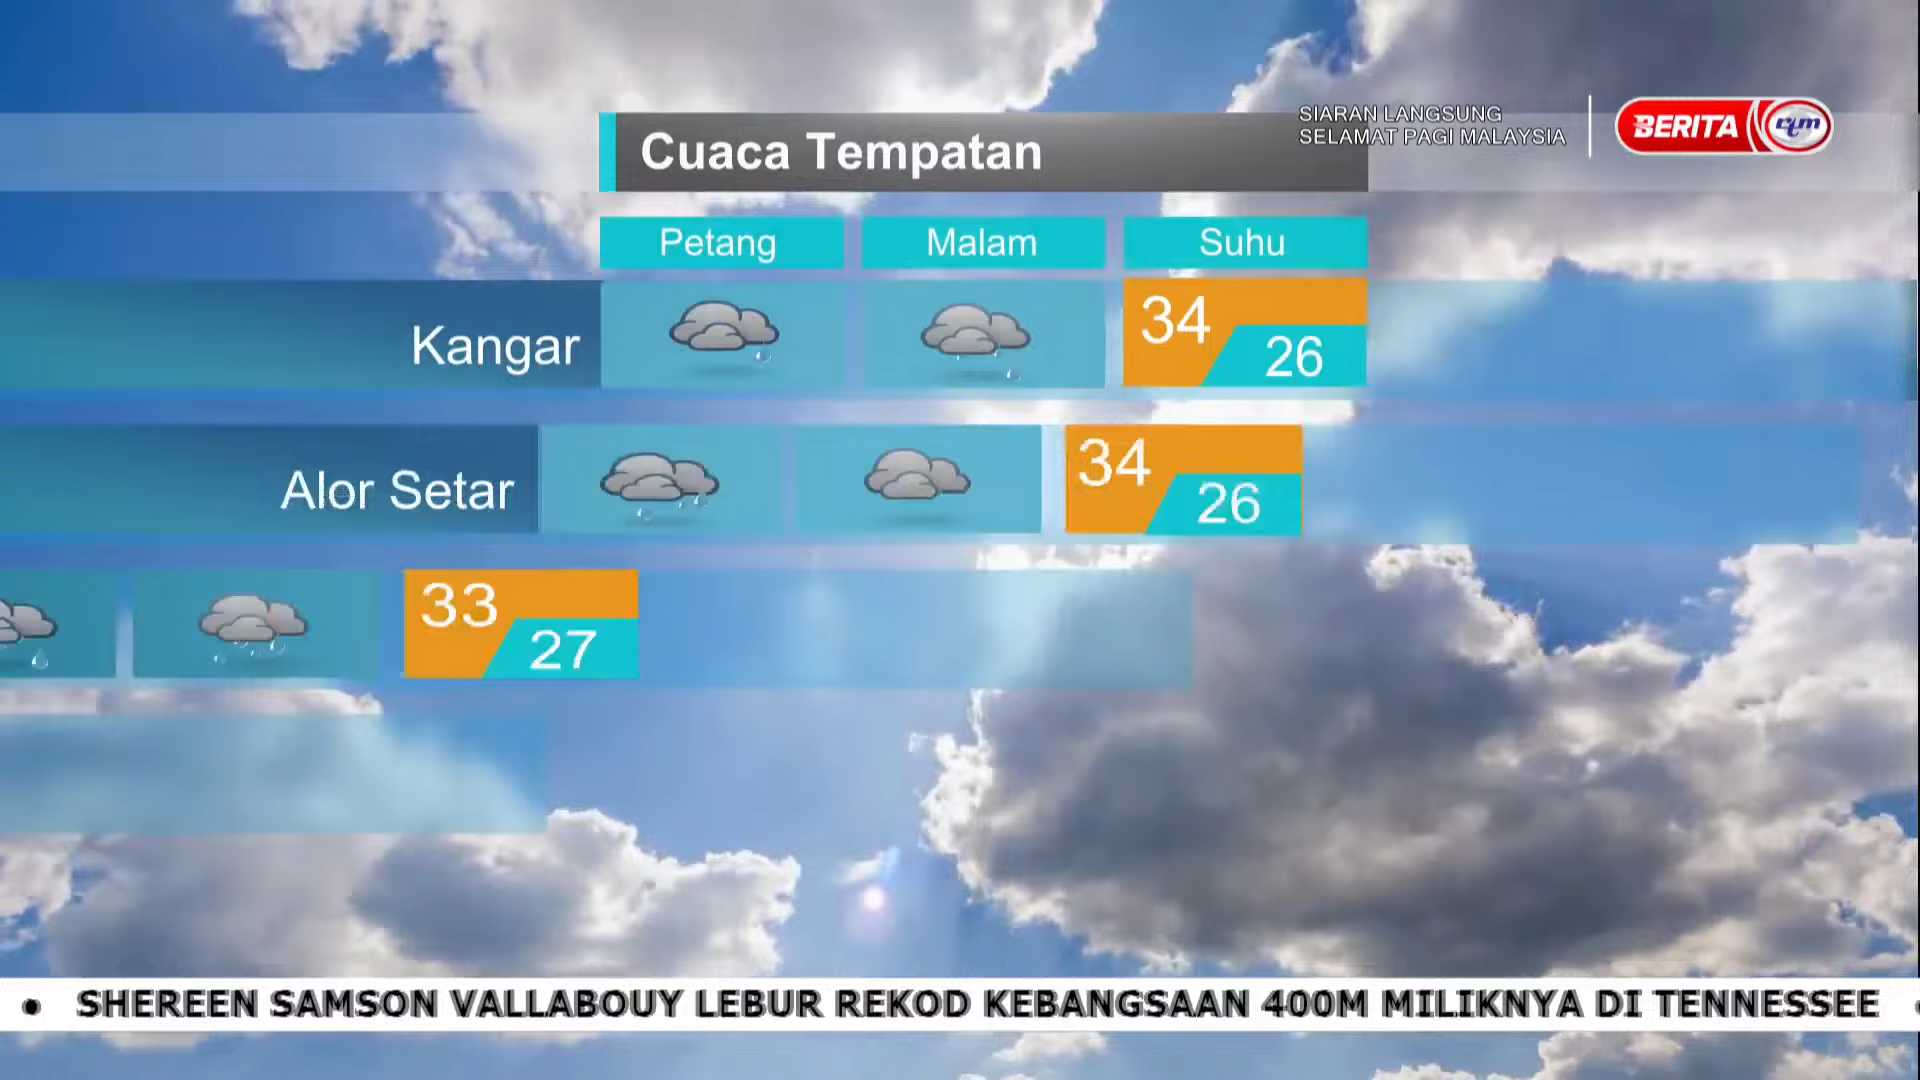 SIARAN LANGSUNG
SELAMAT PAGI MALAYSIA
BERITA rtm
Cuaca Tempatan
Petang Malam Suhu
Kangar 34 26
Alor Setar 34 26
33 27
• SHEREEN SAMSON VALLABOUY LEBUR REKOD KEBANGSAAN 400M MILIKNYA DI TENNESSEE